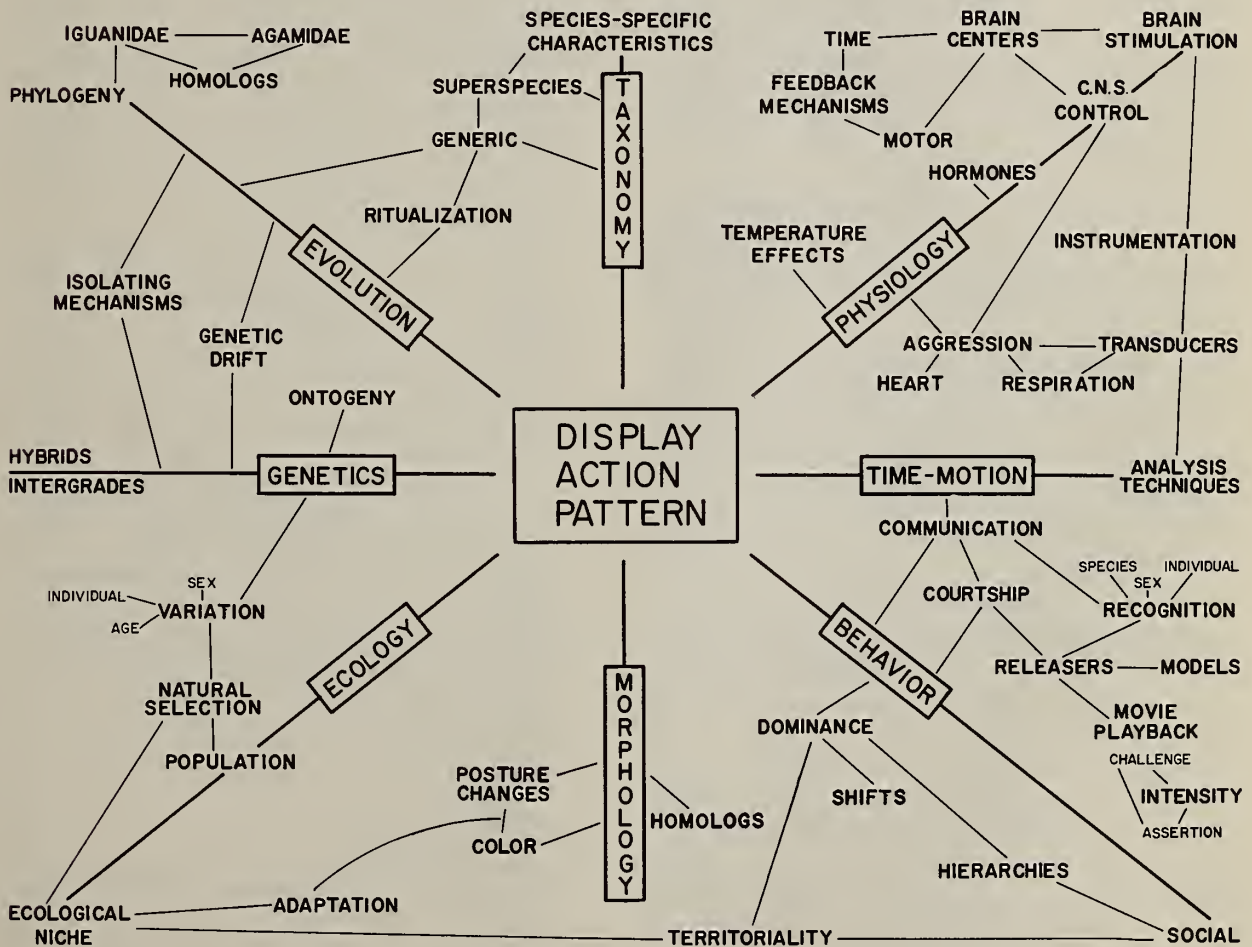 IGUANIDAE
AGAMIDAE
HOMOLOGS
PHYLOGENY
SPECIES-SPECIFIC
CHARACTERISTICS
SUPERSPECIES
GENERIC
RITUALIZATION
TAXONOMY
EVOLUTION
ISOLATING
MECHANISMS
GENETIC
DRIFT
TIME
BRAIN
CENTERS
BRAIN
STIMULATION
FEEDBACK
MECHANISMS
C.N.S.
CONTROL
MOTOR
HORMONES
TEMPERATURE
EFFECTS
PHYSIOLOGY
INSTRUMENTATION
AGGRESSION
TRANSDUCERS
HEART
RESPIRATION
ONTOGENY
HYBRIDS
INTERGRADES
GENETICS
DISPLAY
ACTION
PATTERN
TIME-MOTION
ANALYSIS
TECHNIQUES
COMMUNICATION
COURTSHIP
SPECIES
SEX
INDIVIDUAL
RECOGNITION
BEHAVIOR
RELEASERS
MODELS
MOVIE
PLAYBACK
CHALLENGE
INTENSITY
ASSERTION
DOMINANCE
SHIFTS
HIERARCHIES
SEX
INDIVIDUAL
VARIATION
AGE
ECOLOGY
NATURAL
SELECTION
POPULATION
MORPHOLOGY
POSTURE
CHANGES
COLOR
HOMOLOGS
ADAPTATION
ECOLOGICAL
NICHE
TERRITORIALITY
SOCIAL